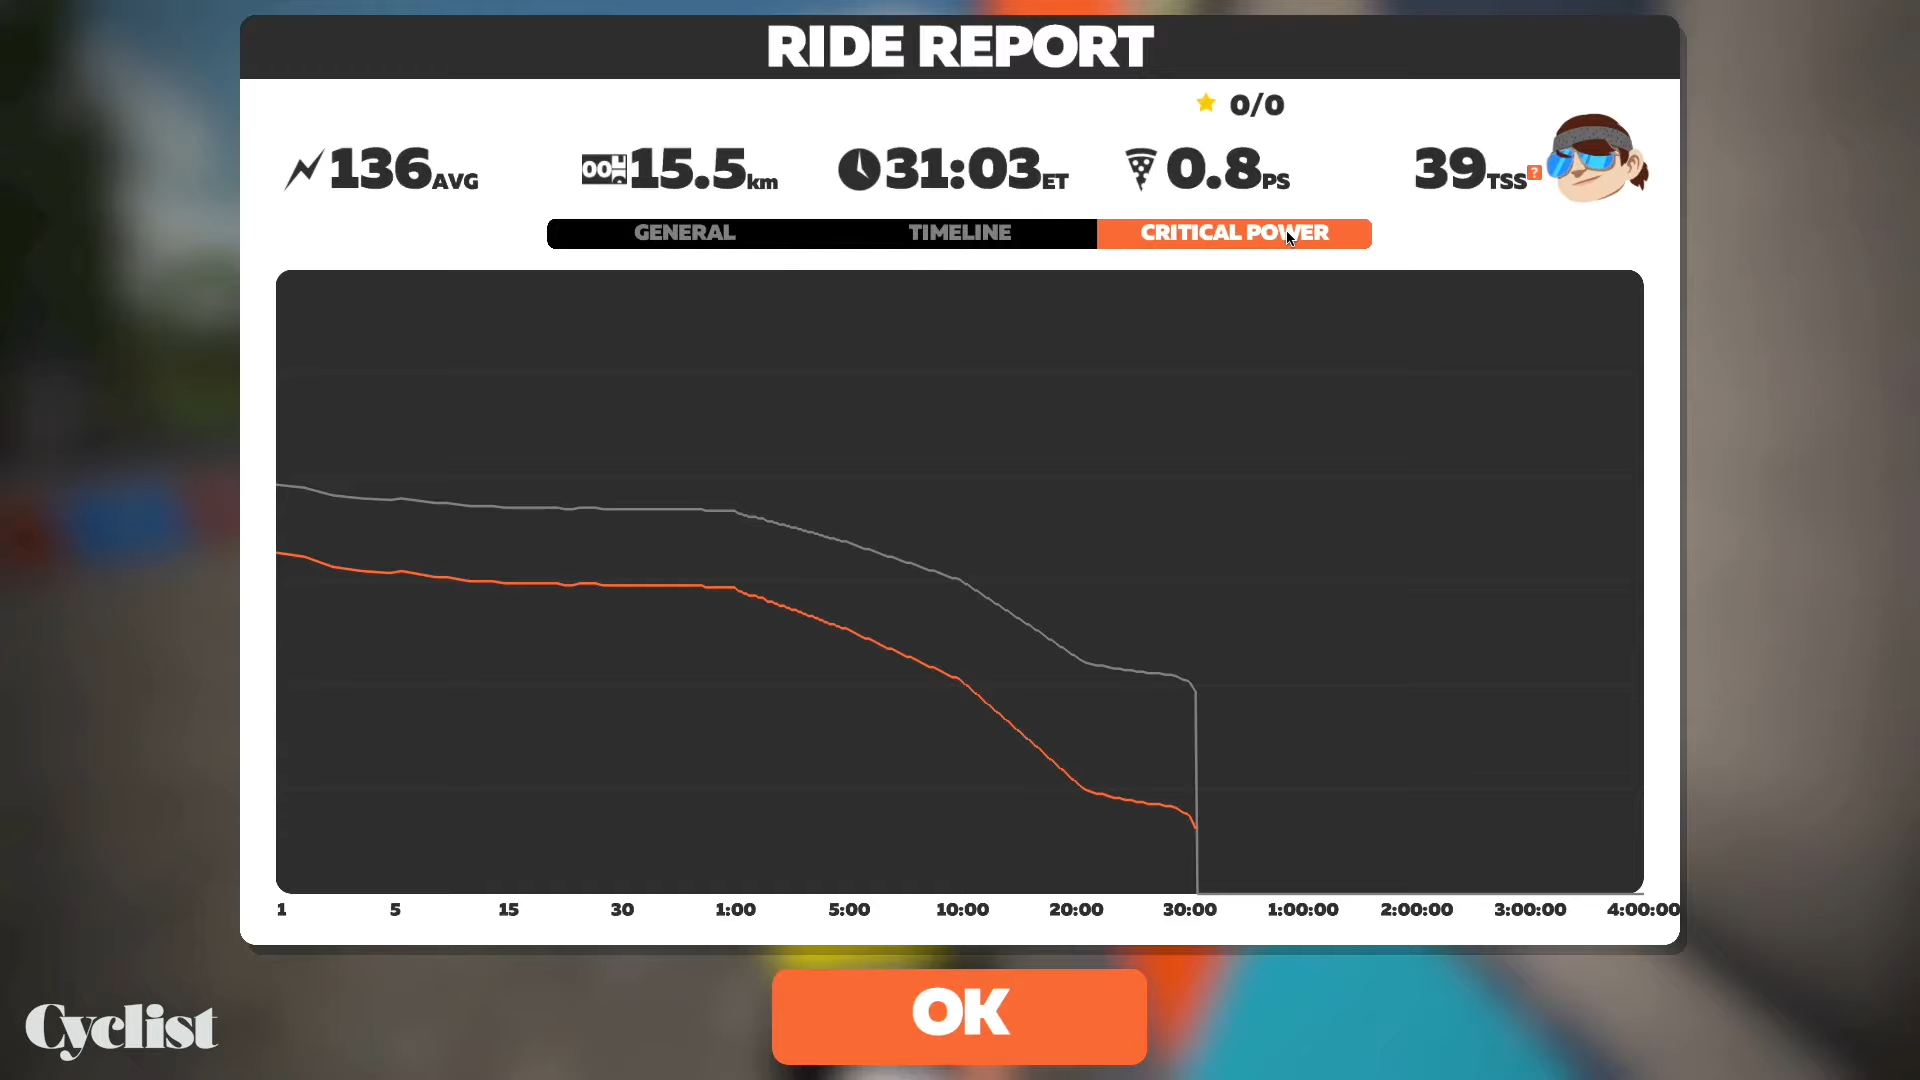 RIDE REPORT
0/0
136AVG
15.5km
31:03ET
0.8PS
39TSS?
GENERAL
TIMELINE
CRITICAL POWER
1 5 15 30 1:00 5:00 10:00 20:00 30:00 1:00:00 2:00:00 3:00:00 4:00:00
OK
Cyclist